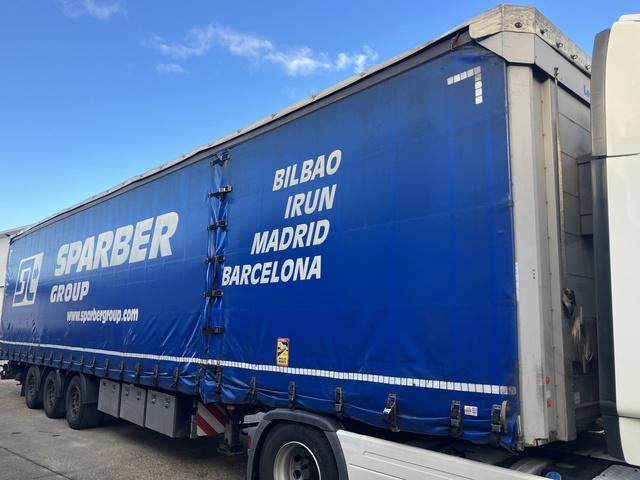 SPARBER
GROUP
www.sparbergroup.com
BILBAO
IRUN
MADRID
BARCELONA